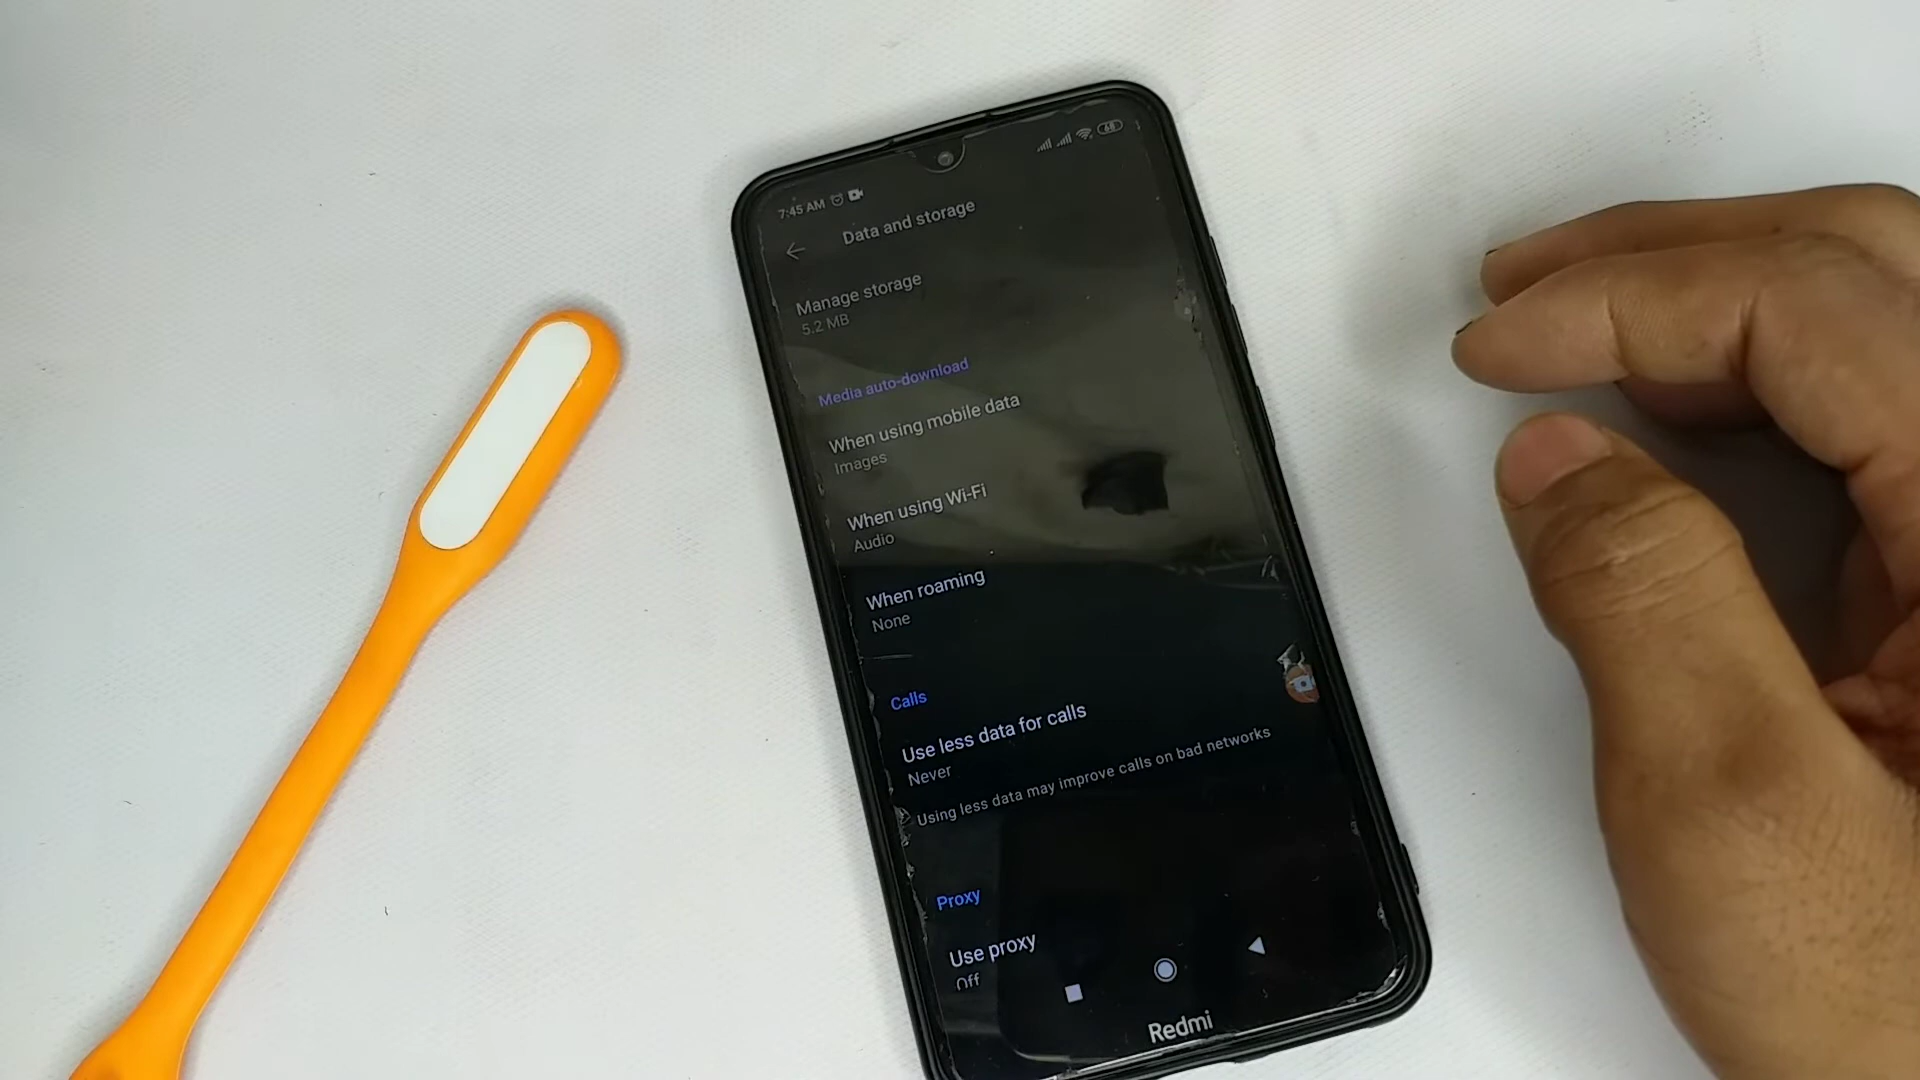 7:45 AM
68
Data and storage
Manage storage
5.2 MB
Media auto-download
When using mobile data
Images
When using Wi-Fi
Audio
When roaming
None
Calls
Use less data for calls
Never
Using less data may improve calls on bad networks
Proxy
Use proxy
Off
Redmi